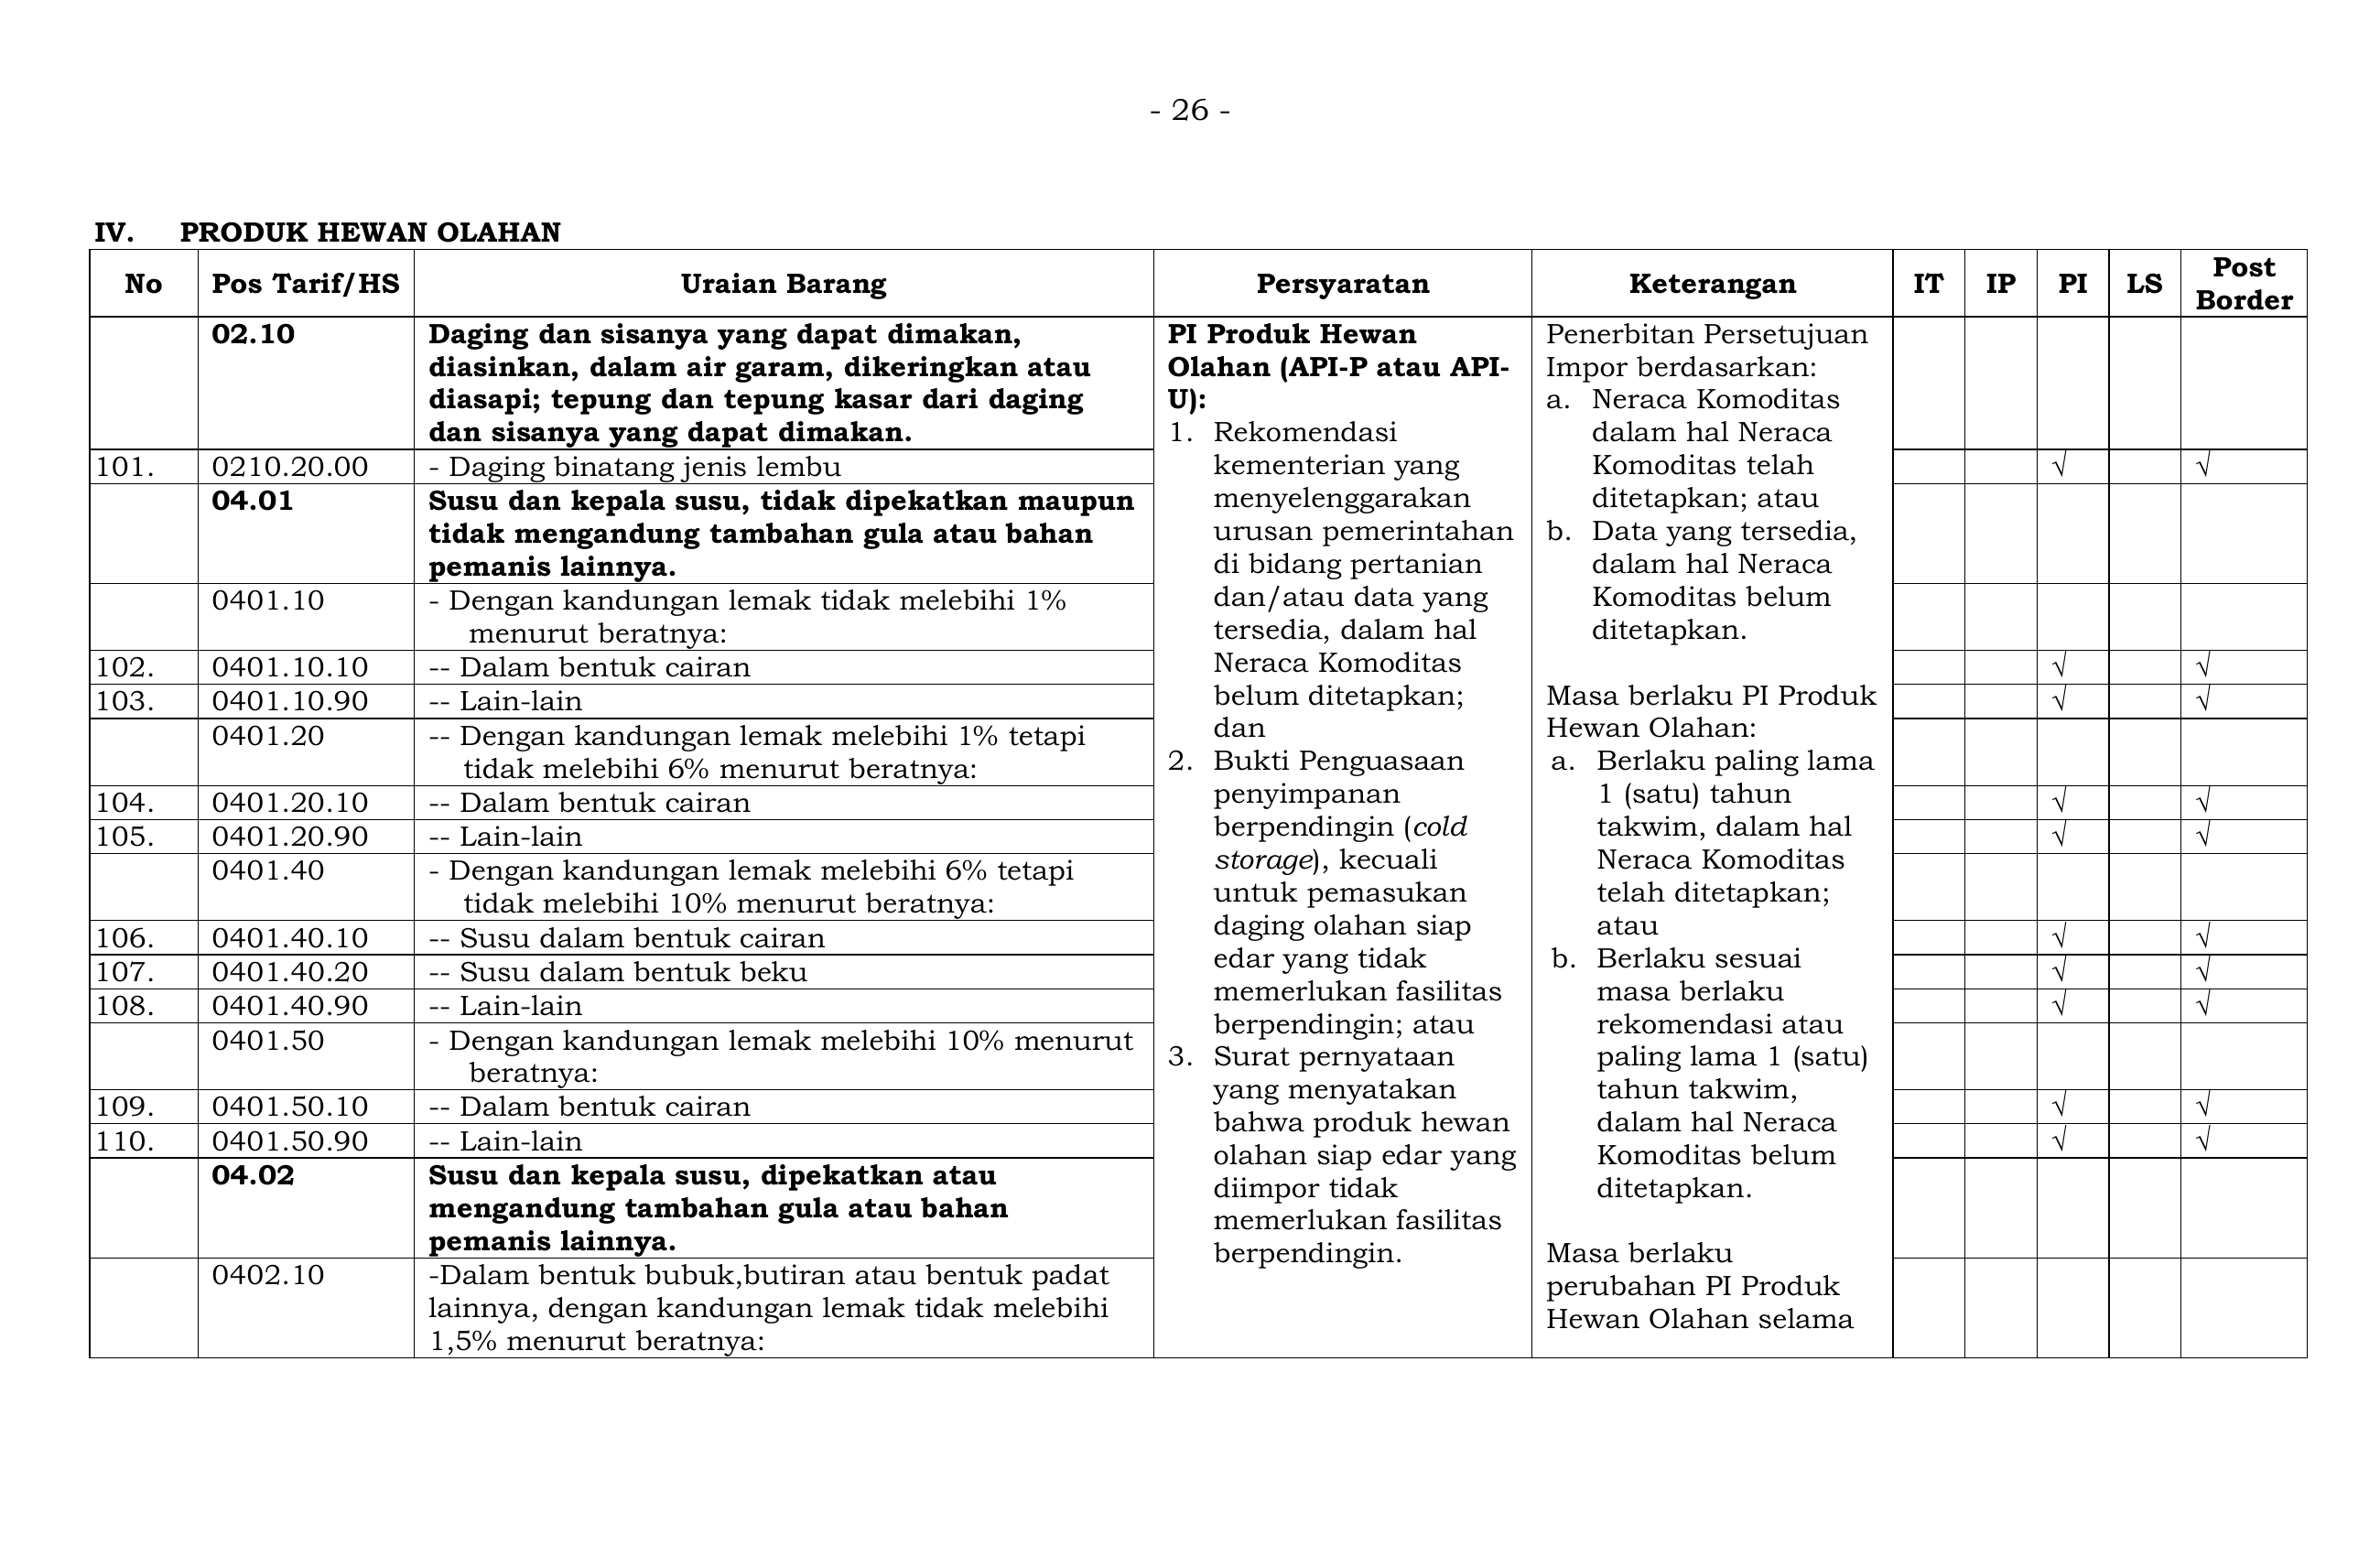 - 26 -
IV. PRODUK HEWAN OLAHAN
No Pos Tarif/HS Uraian Barang Persyaratan Keterangan IT IP PI LS Post Border
02.10 Daging dan sisanya yang dapat dimakan,
diasinkan, dalam air garam, dikeringkan atau
diasapi; tepung dan tepung kasar dari daging
dan sisanya yang dapat dimakan.
101. 0210.20.00 - Daging binatang jenis lembu √ √
04.01 Susu dan kepala susu, tidak dipekatkan maupun
tidak mengandung tambahan gula atau bahan
pemanis lainnya.
0401.10 - Dengan kandungan lemak tidak melebihi 1%
menurut beratnya:
102. 0401.10.10 -- Dalam bentuk cairan √ √
103. 0401.10.90 -- Lain-lain √ √
0401.20 -- Dengan kandungan lemak melebihi 1% tetapi
tidak melebihi 6% menurut beratnya:
104. 0401.20.10 -- Dalam bentuk cairan √ √
105. 0401.20.90 -- Lain-lain √ √
0401.40 - Dengan kandungan lemak melebihi 6% tetapi
tidak melebihi 10% menurut beratnya:
106. 0401.40.10 -- Susu dalam bentuk cairan √ √
107. 0401.40.20 -- Susu dalam bentuk beku √ √
108. 0401.40.90 -- Lain-lain √ √
0401.50 - Dengan kandungan lemak melebihi 10% menurut
beratnya:
109. 0401.50.10 -- Dalam bentuk cairan √ √
110. 0401.50.90 -- Lain-lain √ √
04.02 Susu dan kepala susu, dipekatkan atau
mengandung tambahan gula atau bahan
pemanis lainnya.
0402.10 -Dalam bentuk bubuk,butiran atau bentuk padat
lainnya, dengan kandungan lemak tidak melebihi
1,5% menurut beratnya:
PI Produk Hewan
Olahan (API-P atau API-
U):
1. Rekomendasi
kementerian yang
menyelenggarakan
urusan pemerintahan
di bidang pertanian
dan/atau data yang
tersedia, dalam hal
Neraca Komoditas
belum ditetapkan;
dan
2. Bukti Penguasaan
penyimpanan
berpendingin (cold
storage), kecuali
untuk pemasukan
daging olahan siap
edar yang tidak
memerlukan fasilitas
berpendingin; atau
3. Surat pernyataan
yang menyatakan
bahwa produk hewan
olahan siap edar yang
diimpor tidak
memerlukan fasilitas
berpendingin.
Penerbitan Persetujuan
Impor berdasarkan:
a. Neraca Komoditas
dalam hal Neraca
Komoditas telah
ditetapkan; atau
b. Data yang tersedia,
dalam hal Neraca
Komoditas belum
ditetapkan.
Masa berlaku PI Produk
Hewan Olahan:
a. Berlaku paling lama
1 (satu) tahun
takwim, dalam hal
Neraca Komoditas
telah ditetapkan;
atau
b. Berlaku sesuai
masa berlaku
rekomendasi atau
paling lama 1 (satu)
tahun takwim,
dalam hal Neraca
Komoditas belum
ditetapkan.
Masa berlaku
perubahan PI Produk
Hewan Olahan selama